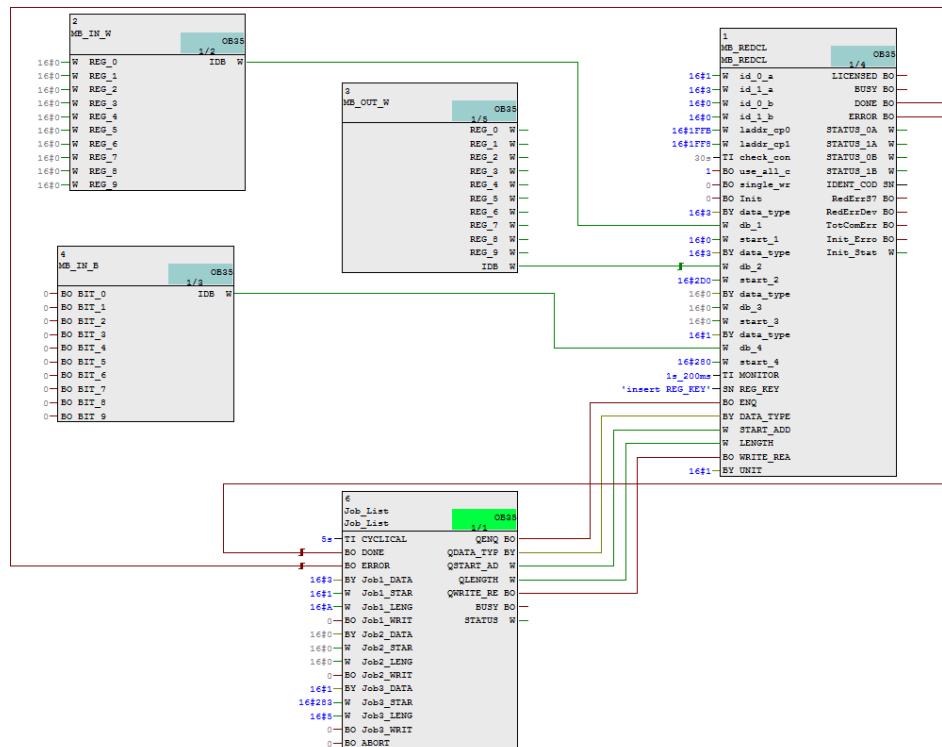 2
MB_IN_W
OB35
1/2
16#0 W REG_0 IDB W
16#0 W REG_1
16#0 W REG_2
16#0 W REG_3
16#0 W REG_4
16#0 W REG_5
16#0 W REG_6
16#0 W REG_7
16#0 W REG_8
16#0 W REG_9
3
MB_OUT_W
OB35
1/5
REG_0 W
REG_1 W
REG_2 W
REG_3 W
REG_4 W
REG_5 W
REG_6 W
REG_7 W
REG_8 W
REG_9 W
IDB W
4
MB_IN_B
OB35
1/3
0 BO BIT_0 IDB W
0 BO BIT_1
0 BO BIT_2
0 BO BIT_3
0 BO BIT_4
0 BO BIT_5
0 BO BIT_6
0 BO BIT_7
0 BO BIT_8
0 BO BIT_9
1
MB_REDCL
MB_REDCL
OB35
1/4
16#1 W id_0_a LICENSED BO
16#3 W id_1_a BUSY BO
16#0 W id_0_b DONE BO
16#0 W id_1_b ERROR BO
16#1FFB W laddr_cp0 STATUS_0A W
16#1FF8 W laddr_cp1 STATUS_1A W
30s TI check_con STATUS_0B W
1 BO use_all_c STATUS_1B W
0 BO single_wr IDENT_COD SN
0 BO Init RedErrS7 BO
16#3 BY data_type RedErrDev BO
W db_1 TotComErr BO
16#0 W start_1 Init_Erro BO
16#3 BY data_type Init_Stat W
W db_2
16#2D0 W start_2
16#0 BY data_type
16#0 W db_3
16#0 W start_3
16#1 BY data_type
W db_4
16#280 W start_4
1s_200ms TI MONITOR
'insert REG_KEY' SN REG_KEY
BO ENQ
BY DATA_TYPE
W START_ADD
W LENGTH
BO WRITE_REA
16#1 BY UNIT
6
Job_List
Job_List
OB35
1/1
5s TI CYCLICAL QENQ BO
BO DONE QDATA_TYP BY
BO ERROR QSTART_AD W
16#3 BY Job1_DATA QLENGTH W
16#1 W Job1_STAR QWRITE_RE BO
16#A W Job1_LENG BUSY BO
0 BO Job1_WRIT STATUS W
16#0 BY Job2_DATA
16#0 W Job2_STAR
16#0 W Job2_LENG
0 BO Job2_WRIT
16#1 BY Job3_DATA
16#283 W Job3_STAR
16#5 W Job3_LENG
0 BO Job3_WRIT
0 BO ABORT